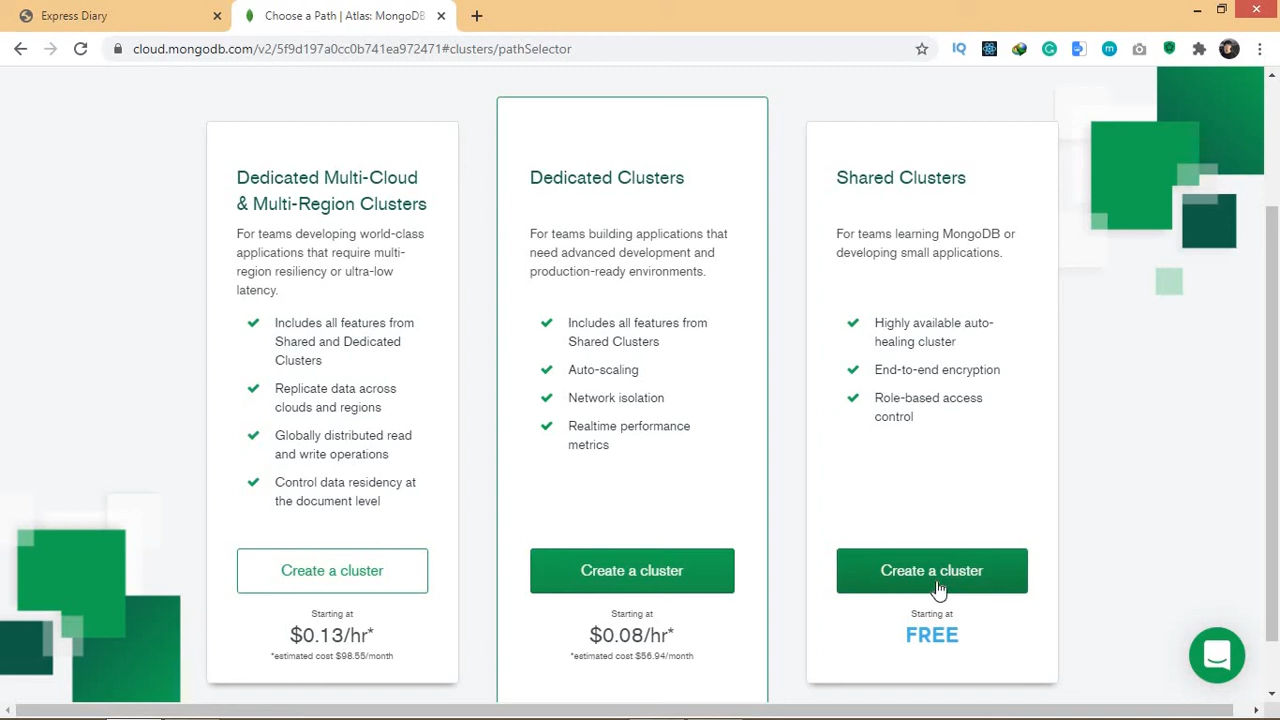 Express Diary
Choose a Path | Atlas: MongoDB
cloud.mongodb.com/v2/5f9d197a0cc0b741ea972471#clusters/pathSelector
Dedicated Multi-Cloud
& Multi-Region Clusters
For teams developing world-class
applications that require multi-
region resiliency or ultra-low
latency.
Includes all features from
Shared and Dedicated
Clusters
Replicate data across
clouds and regions
Globally distributed read
and write operations
Control data residency at
the document level
Create a cluster
Starting at
$0.13/hr*
*estimated cost $98.55/month
Dedicated Clusters
For teams building applications that
need advanced development and
production-ready environments.
Includes all features from
Shared Clusters
Auto-scaling
Network isolation
Realtime performance
metrics
Create a cluster
Starting at
$0.08/hr*
*estimated cost $56.94/month
Shared Clusters
For teams learning MongoDB or
developing small applications.
Highly available auto-
healing cluster
End-to-end encryption
Role-based access
control
Create a cluster
Starting at
FREE